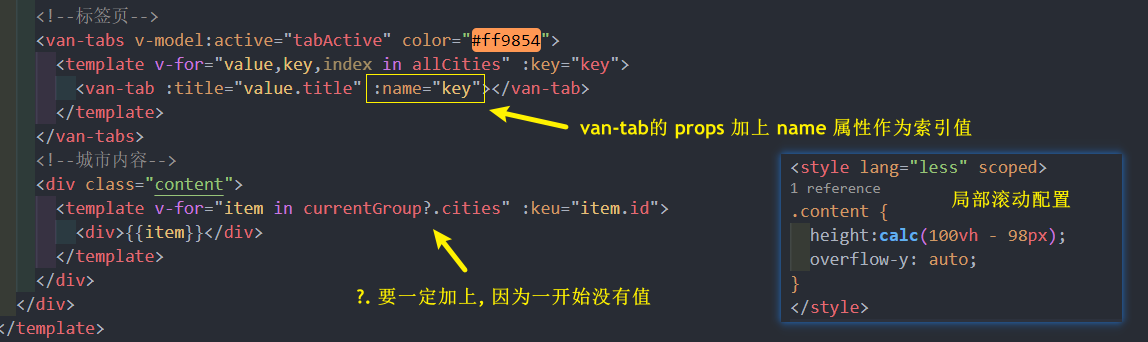 <!--标签页-->
<van-tabs v-model:active="tabActive" color="#ff9854">
<template v-for="value,key,index in allCities" :key="key">
<van-tab :title="value.title" :name="key"></van-tab>
</template>
van-tab的 props 加上 name 属性作为索引值
</van-tabs>
<!--城市内容-->
<div class="content">
<template v-for="item in currentGroup?.cities" :keu="item.id">
<div>{{item}}</div>
</template>
</div>
?. 要一定加上, 因为一开始没有值
</div>
</template>
<style lang="less" scoped>
1 reference
局部滚动配置
.content {
height:calc(100vh - 98px);
overflow-y: auto;
}
</style>